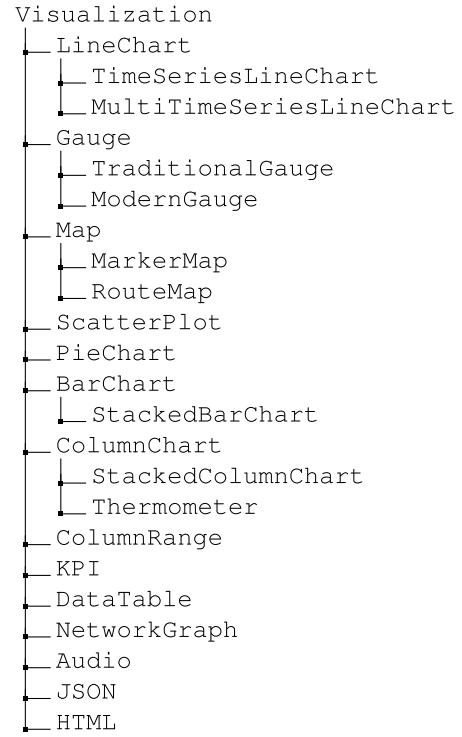 Visualization
LineChart
TimeSeriesLineChart
MultiTimeSeriesLineChart
Gauge
TraditionalGauge
ModernGauge
Map
MarkerMap
RouteMap
ScatterPlot
PieChart
BarChart
StackedBarChart
ColumnChart
StackedColumnChart
Thermometer
ColumnRange
KPI
DataTable
NetworkGraph
Audio
JSON
HTML